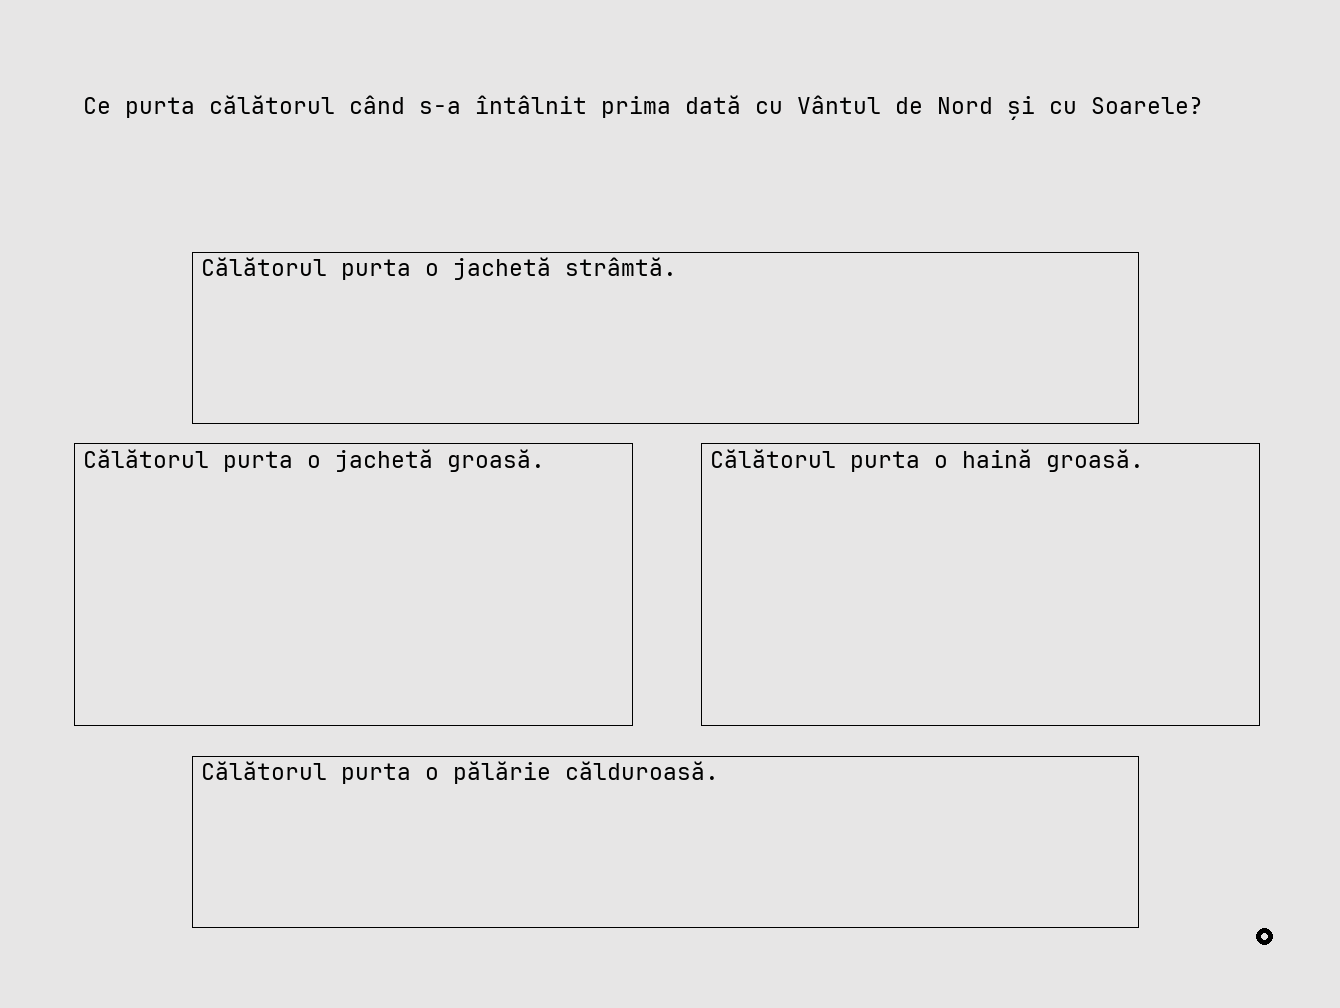 Ce purta călătorul când s-a întâlnit prima dată cu Vântul de Nord și cu Soarele?
Călătorul purta o jachetă strâmtă.
Călătorul purta o jachetă groasă.
Călătorul purta o haină groasă.
Călătorul purta o pălărie călduroasă.